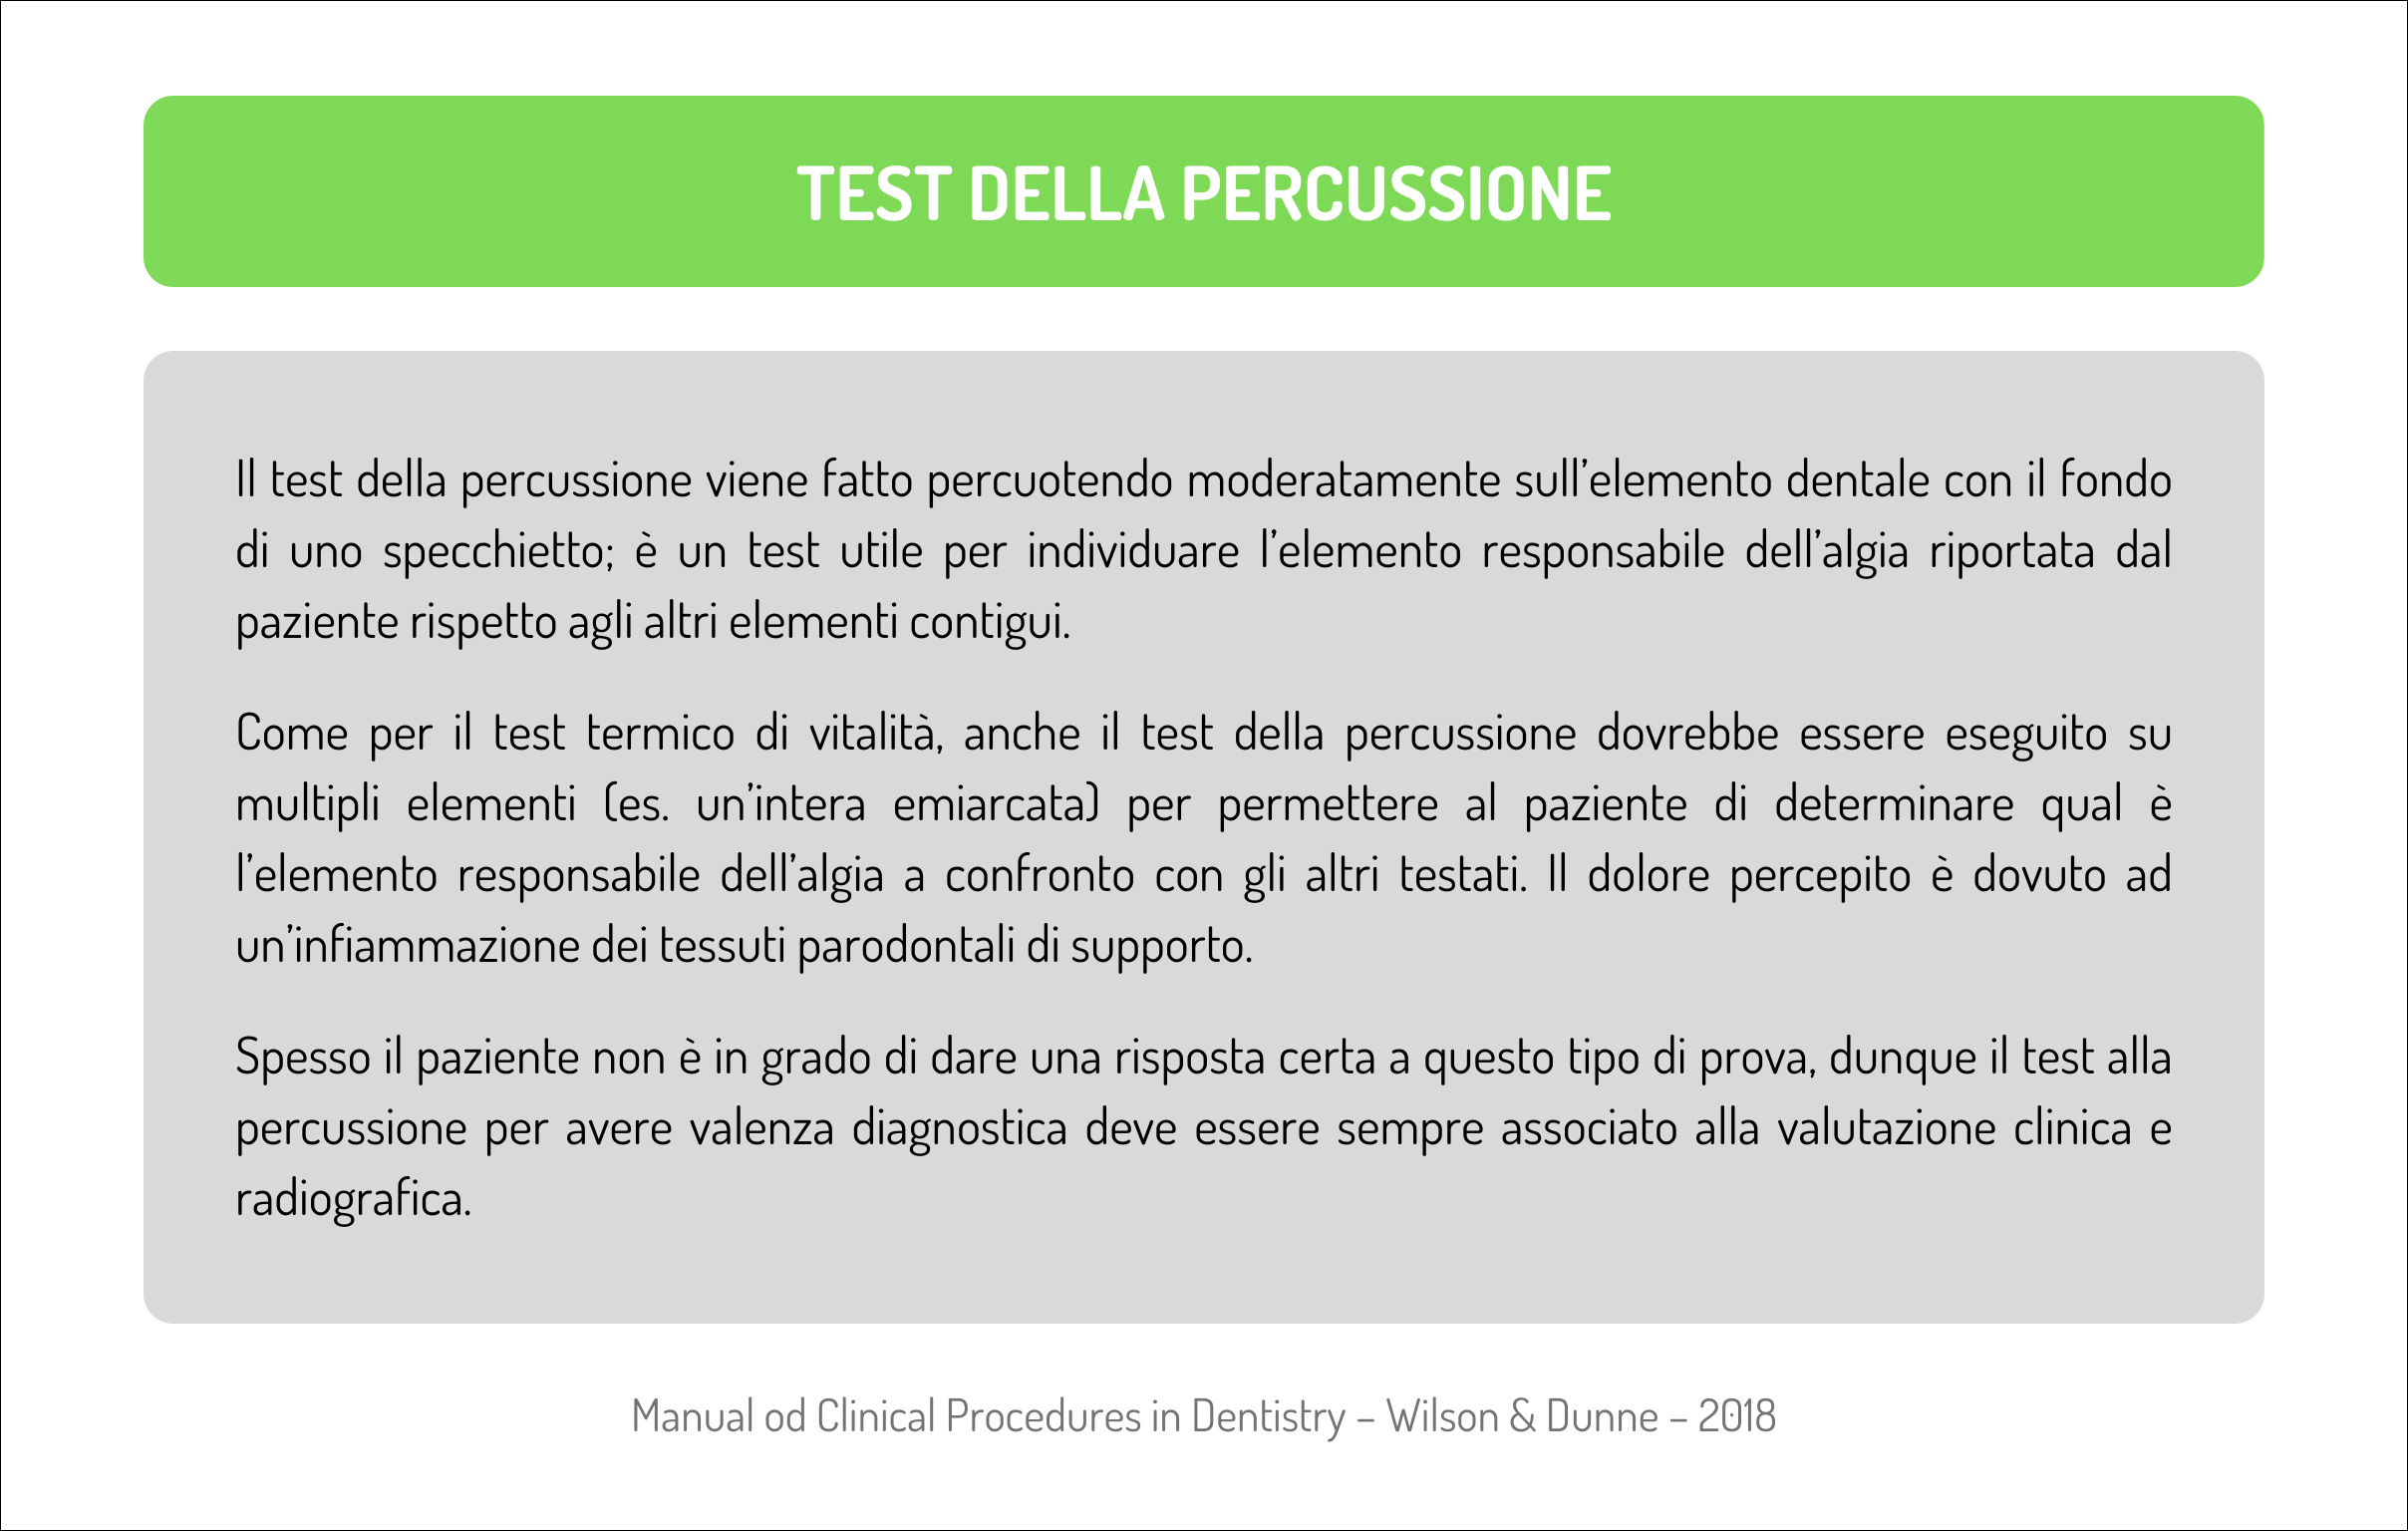 TEST DELLA PERCUSSIONE
Il test della percussione viene fatto percuotendo moderatamente sull’elemento dentale con il fondo
di uno specchietto; è un test utile per individuare l’elemento responsabile dell’algia riportata dal
paziente rispetto agli altri elementi contigui.
Come per il test termico di vitalità, anche il test della percussione dovrebbe essere eseguito su
multipli elementi (es. un’intera emiarcata) per permettere al paziente di determinare qual è
l’elemento responsabile dell’algia a confronto con gli altri testati. Il dolore percepito è dovuto ad
un’infiammazione dei tessuti parodontali di supporto.
Spesso il paziente non è in grado di dare una risposta certa a questo tipo di prova, dunque il test alla
percussione per avere valenza diagnostica deve essere sempre associato alla valutazione clinica e
radiografica.
Manual od Clinical Procedures in Dentistry – Wilson & Dunne – 2018